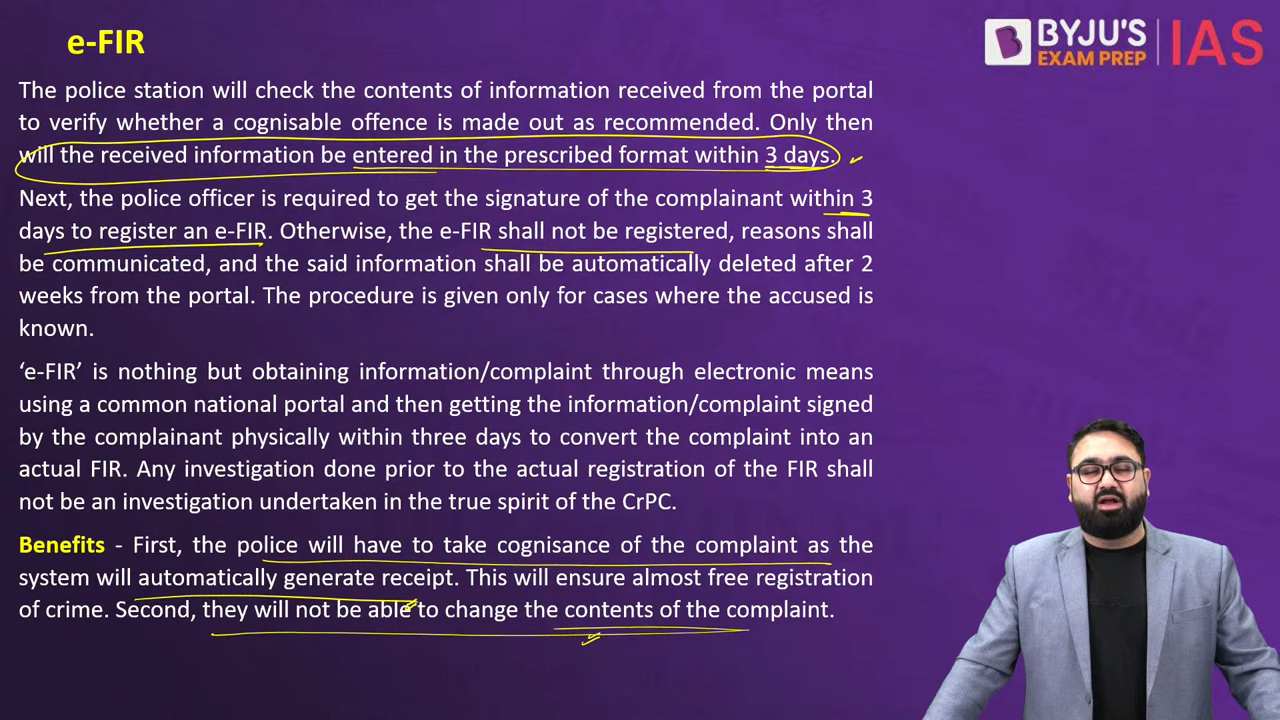 e-FIR
BYJU'S
EXAM PREP
IAS
The police station will check the contents of information received from the portal
to verify whether a cognisable offence is made out as recommended. Only then
will the received information be entered in the prescribed format within 3 days.
Next, the police officer is required to get the signature of the complainant within 3
days to register an e-FIR. Otherwise, the e-FIR shall not be registered, reasons shall
be communicated, and the said information shall be automatically deleted after 2
weeks from the portal. The procedure is given only for cases where the accused is
known.
‘e-FIR’ is nothing but obtaining information/complaint through electronic means
using a common national portal and then getting the information/complaint signed
by the complainant physically within three days to convert the complaint into an
actual FIR. Any investigation done prior to the actual registration of the FIR shall
not be an investigation undertaken in the true spirit of the CrPC.
Benefits - First, the police will have to take cognisance of the complaint as the
system will automatically generate receipt. This will ensure almost free registration
of crime. Second, they will not be able to change the contents of the complaint.